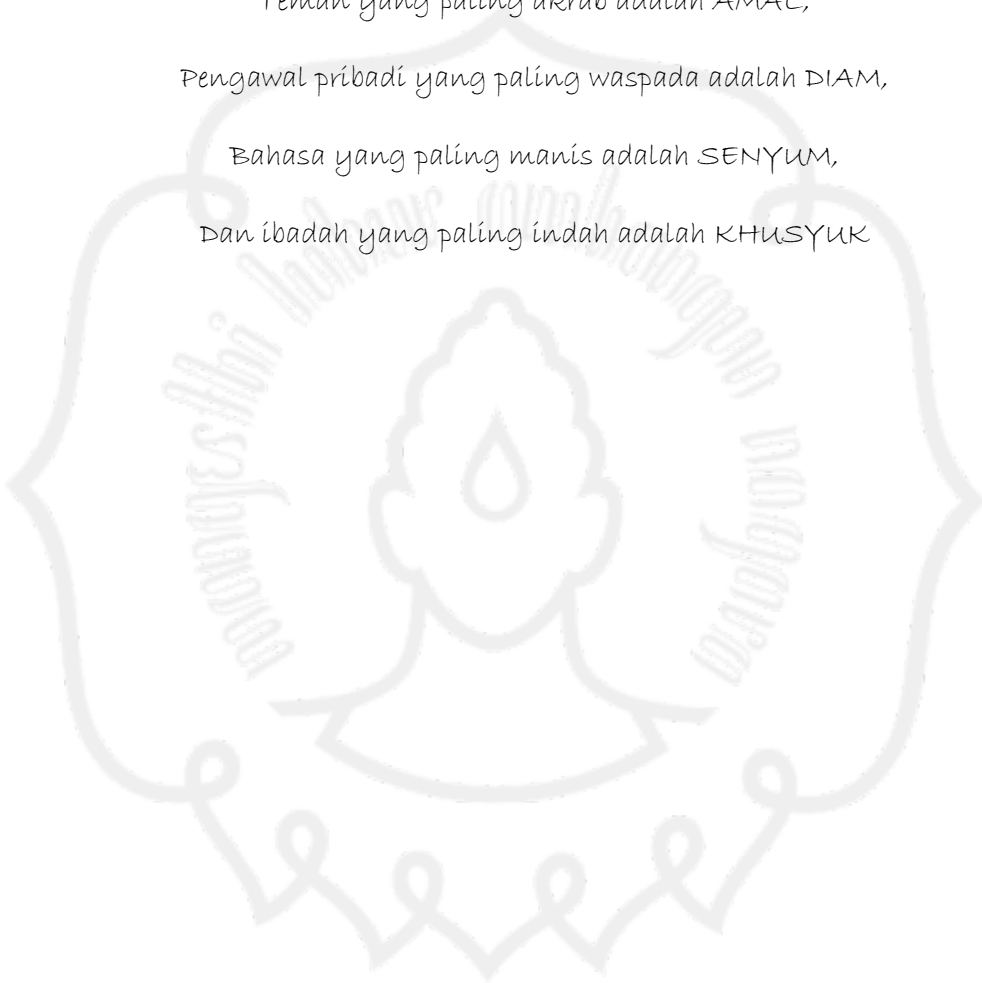 Teman yang paling akrab adalah AMAL,
Pengawal pribadi yang paling waspada adalah DIAM,
Bahasa yang paling manis adalah SENYUM,
Dan ibadah yang paling indah adalah KHUSYUK